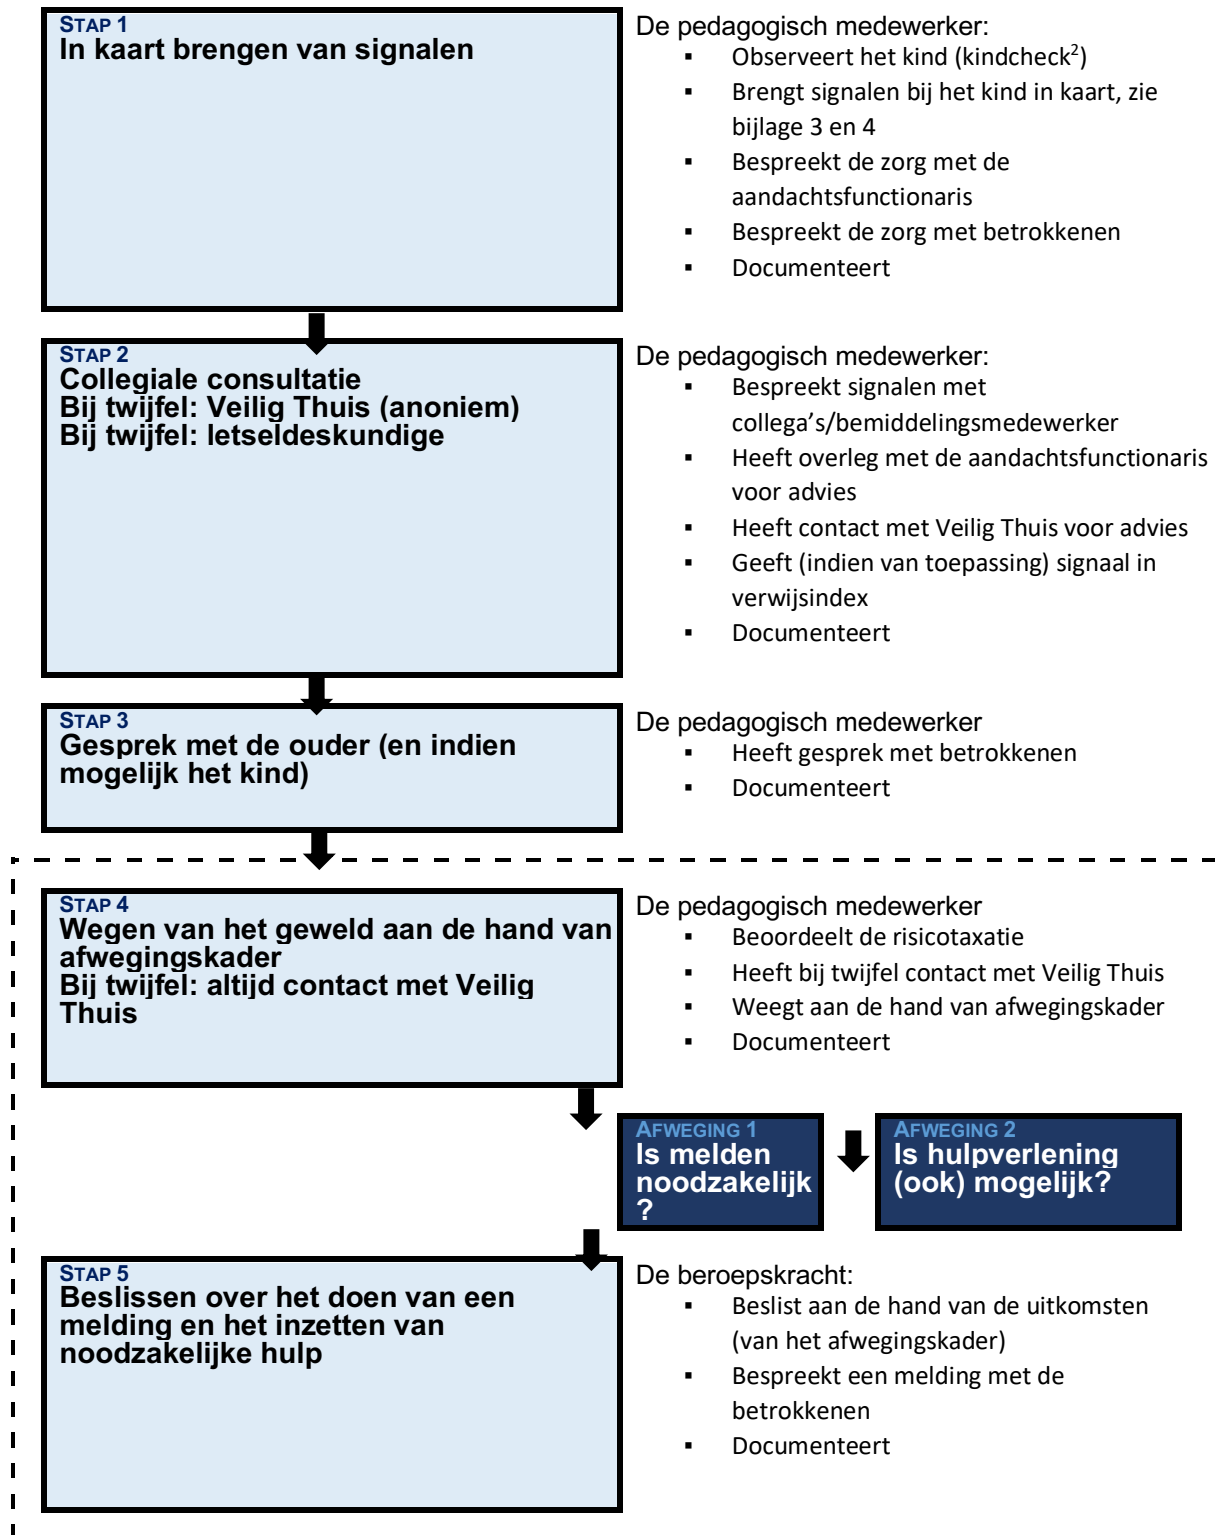 STAP 1
In kaart brengen van signalen
De pedagogisch medewerker:
▪ Observeert het kind (kindcheck²)
▪ Brengt signalen bij het kind in kaart, zie
bijlage 3 en 4
▪ Bespreekt de zorg met de
aandachtsfunctionaris
▪ Bespreekt de zorg met betrokkenen
▪ Documenteert
STAP 2
Collegiale consultatie
Bij twijfel: Veilig Thuis (anoniem)
Bij twijfel: letseldeskundige
De pedagogisch medewerker:
▪ Bespreekt signalen met
collega’s/bemiddelingsmedewerker
▪ Heeft overleg met de aandachtsfunctionaris
voor advies
▪ Heeft contact met Veilig Thuis voor advies
▪ Geeft (indien van toepassing) signaal in
verwijsindex
▪ Documenteert
STAP 3
Gesprek met de ouder (en indien
mogelijk het kind)
De pedagogisch medewerker
▪ Heeft gesprek met betrokkenen
▪ Documenteert
STAP 4
Wegen van het geweld aan de hand van
afwegingskader
Bij twijfel: altijd contact met Veilig
Thuis
De pedagogisch medewerker
▪ Beoordeelt de risicotaxatie
▪ Heeft bij twijfel contact met Veilig Thuis
▪ Weegt aan de hand van afwegingskader
▪ Documenteert
AFWEGING 1
Is melden
noodzakelijk
?
AFWEGING 2
Is hulpverlening
(ook) mogelijk?
STAP 5
Beslissen over het doen van een
melding en het inzetten van
noodzakelijke hulp
De beroepskracht:
▪ Beslist aan de hand van de uitkomsten
(van het afwegingskader)
▪ Bespreekt een melding met de
betrokkenen
▪ Documenteert